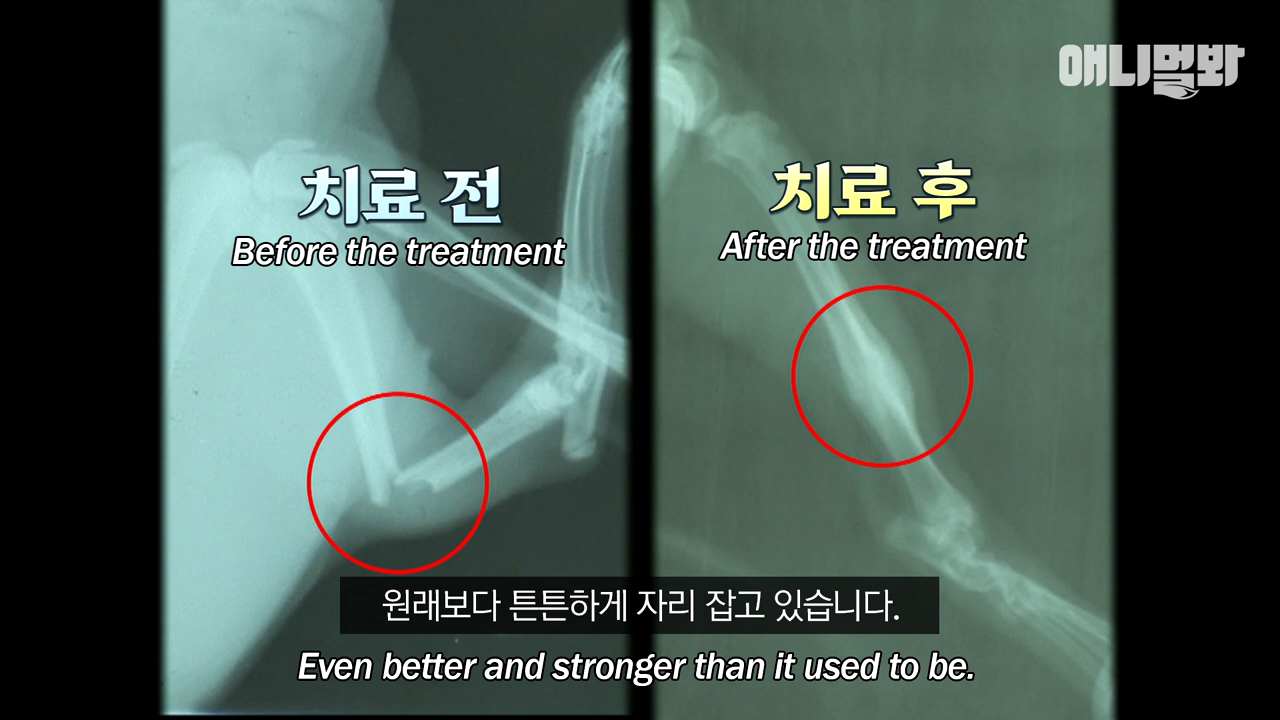 애니멀봐
치료 전
Before the treatment
치료 후
After the treatment
원래보다 튼튼하게 자리 잡고 있습니다.
Even better and stronger than it used to be.